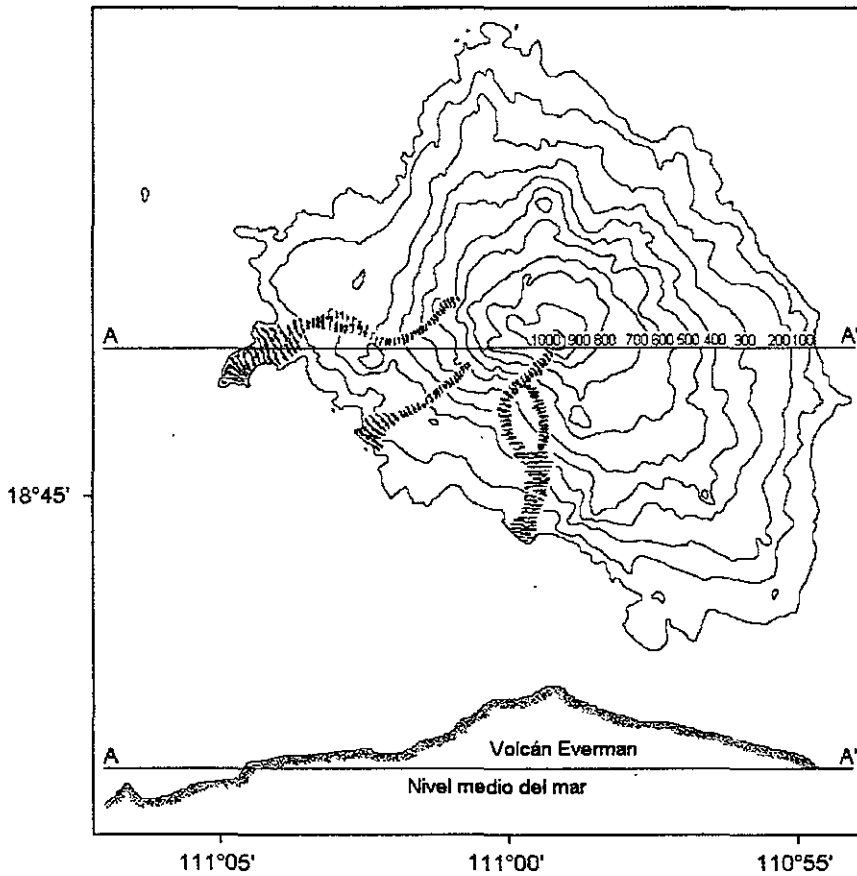 A A'
1000 900 800 700 600 500 400 300 200 100
18°45'
A A'
Volcán Everman
Nivel medio del mar
111°05' 111°00' 110°55'